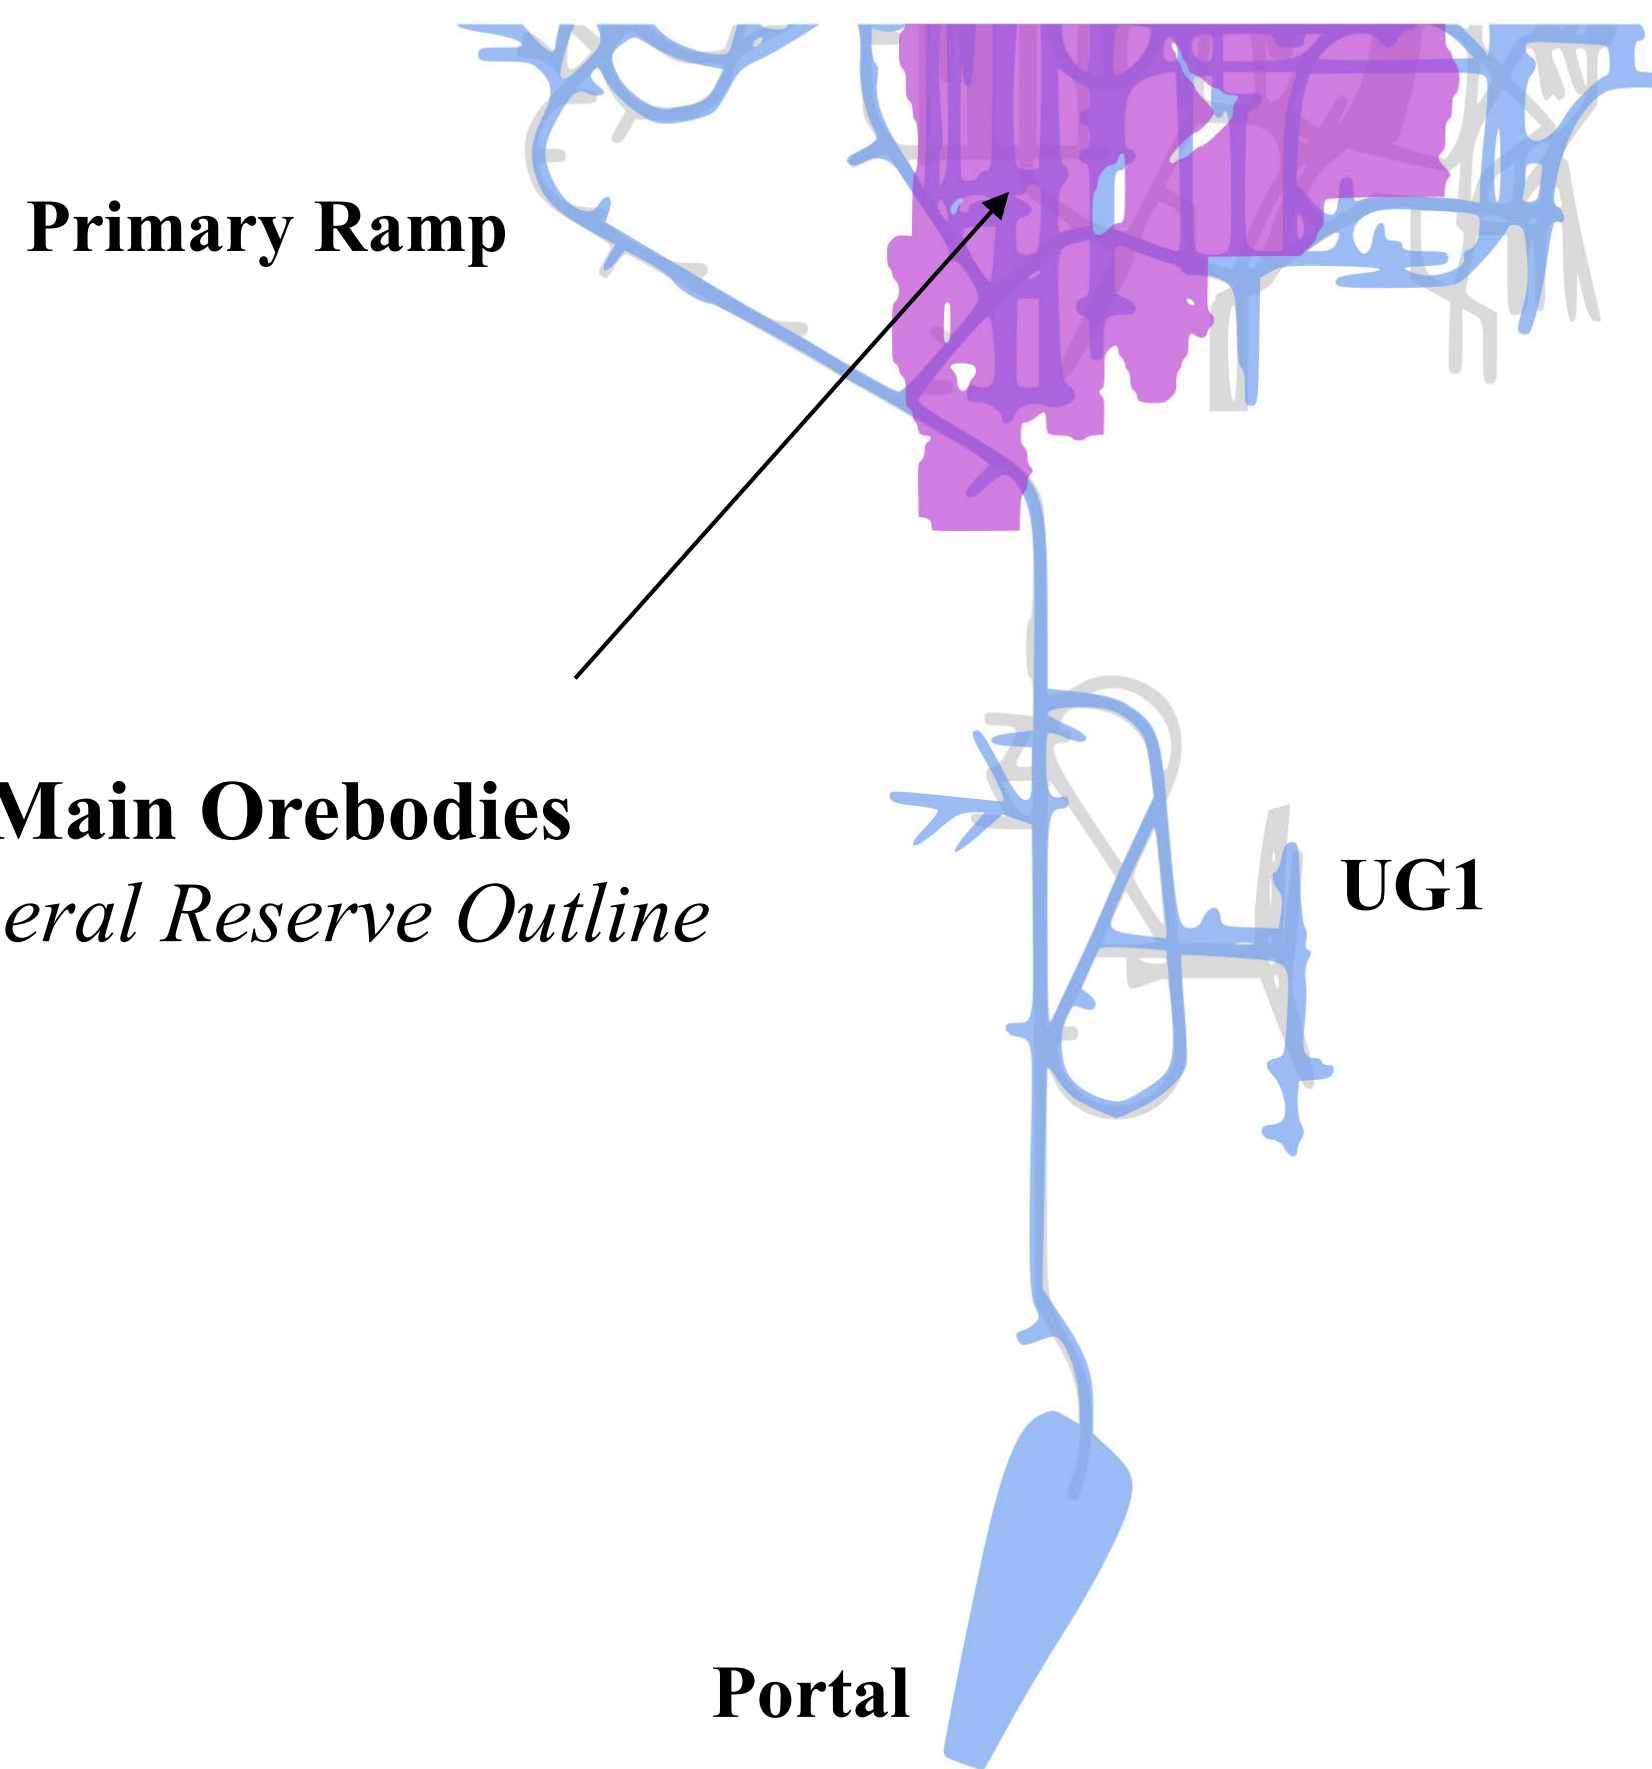 Primary Ramp
Main Orebodies
eral Reserve Outline
UG1
Portal